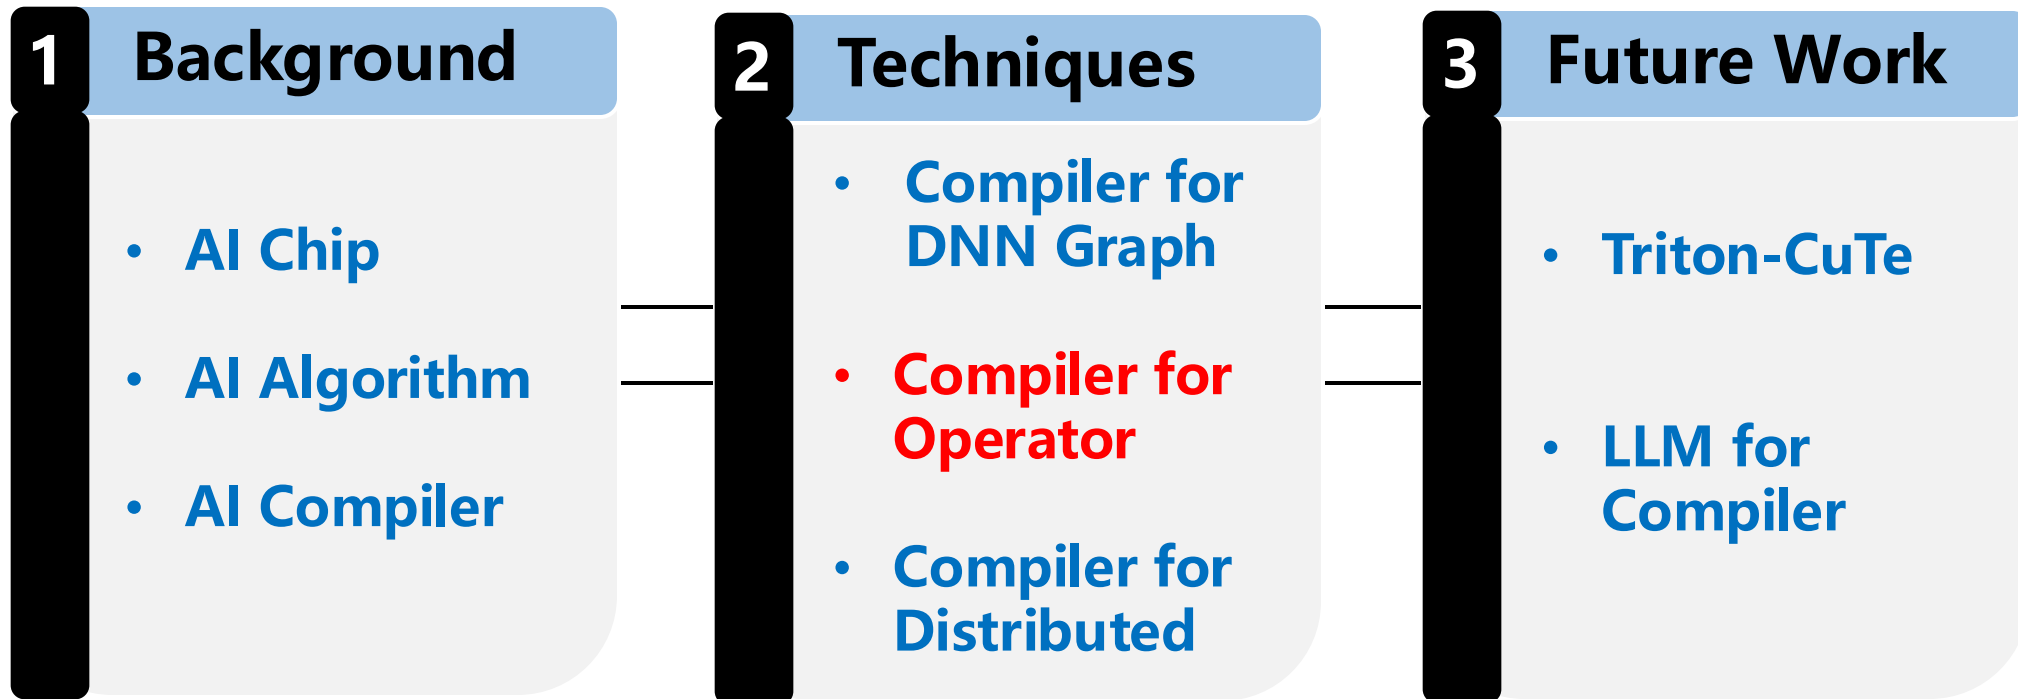 1 Background
• AI Chip
• AI Algorithm
• AI Compiler
2 Techniques
• Compiler for
DNN Graph
• Compiler for
Operator
• Compiler for
Distributed
3 Future Work
• Triton-CuTe
• LLM for
Compiler